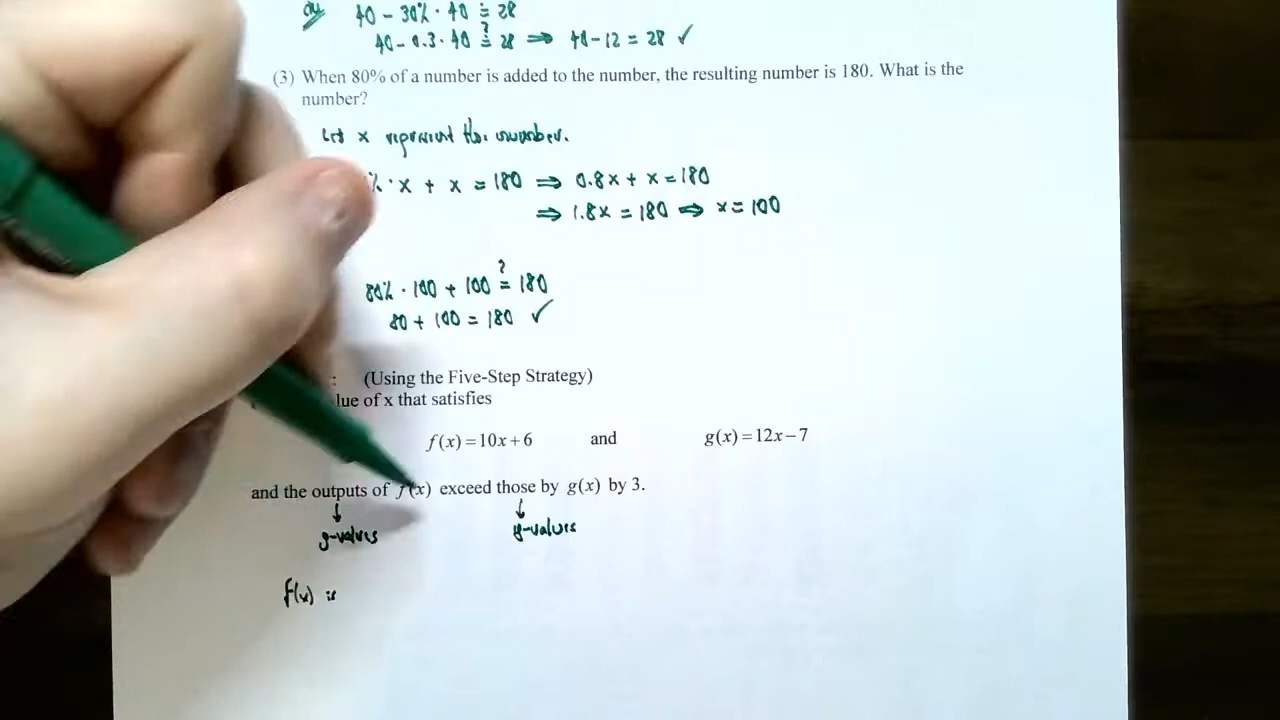 40 - 30% · 40 ≟ 28
40 - 0.3 · 40 ≟ 28 ⇒ 40 - 12 = 28 ✓
(3) When 80% of a number is added to the number, the resulting number is 180. What is the
number?
Let x represent the number.
% · x + x = 180 ⇒ 0.8x + x = 180
⇒ 1.8x = 180 ⇒ x = 100
80% · 100 + 100 ≟ 180
80 + 100 = 180 ✓
: (Using the Five-Step Strategy)
lue of x that satisfies
f(x)=10x+6 and g(x)=12x-7
and the outputs of f(x) exceed those by g(x) by 3.
↓ ↓
y-values y-values
f(x) is